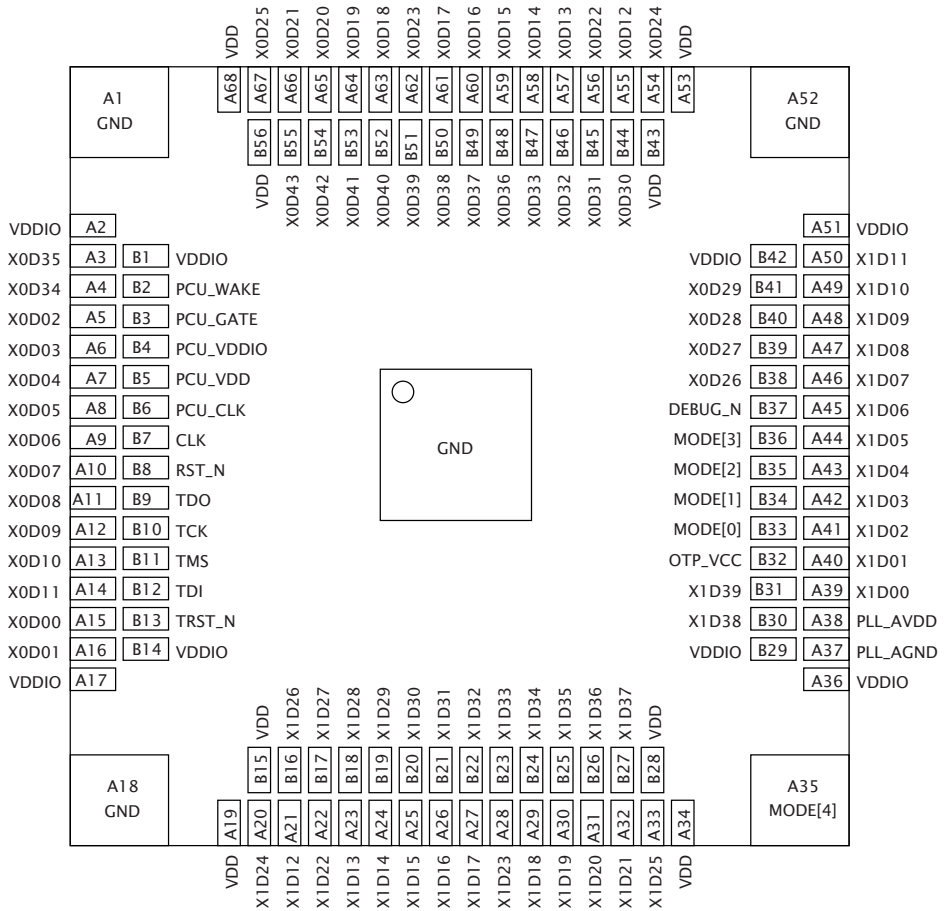 VDD X0D25 X0D21 X0D20 X0D19 X0D18 X0D23 X0D17 X0D16 X0D15 X0D14 X0D13 X0D22 X0D12 X0D24 VDD
A68 A67 A66 A65 A64 A63 A62 A61 A60 A59 A58 A57 A56 A55 A54 A53
A1
GND
A52
GND
B56 B55 B54 B53 B52 B51 B50 B49 B48 B47 B46 B45 B44 B43
VDD X0D43 X0D42 X0D41 X0D40 X0D39 X0D38 X0D37 X0D36 X0D33 X0D32 X0D31 X0D30 VDD
VDDIO A2 A51 VDDIO
X0D35 A3 B1 VDDIO VDDIO B42 A50 X1D11
X0D34 A4 B2 PCU_WAKE X0D29 B41 A49 X1D10
X0D02 A5 B3 PCU_GATE X0D28 B40 A48 X1D09
X0D03 A6 B4 PCU_VDDIO X0D27 B39 A47 X1D08
X0D04 A7 B5 PCU_VDD X0D26 B38 A46 X1D07
X0D05 A8 B6 PCU_CLK DEBUG_N B37 A45 X1D06
X0D06 A9 B7 CLK MODE[3] B36 A44 X1D05
GND
X0D07 A10 B8 RST_N MODE[2] B35 A43 X1D04
X0D08 A11 B9 TDO MODE[1] B34 A42 X1D03
X0D09 A12 B10 TCK MODE[0] B33 A41 X1D02
X0D10 A13 B11 TMS OTP_VCC B32 A40 X1D01
X0D11 A14 B12 TDI X1D39 B31 A39 X1D00
X0D00 A15 B13 TRST_N X1D38 B30 A38 PLL_AVDD
X0D01 A16 B14 VDDIO VDDIO B29 A37 PLL_AGND
VDDIO A17 A36 VDDIO
VDD X1D26 X1D27 X1D28 X1D29 X1D30 X1D31 X1D32 X1D33 X1D34 X1D35 X1D36 X1D37 VDD
B15 B16 B17 B18 B19 B20 B21 B22 B23 B24 B25 B26 B27 B28
A18
GND
A35
MODE[4]
A19 A20 A21 A22 A23 A24 A25 A26 A27 A28 A29 A30 A31 A32 A33 A34
VDD X1D24 X1D12 X1D22 X1D13 X1D14 X1D15 X1D16 X1D17 X1D23 X1D18 X1D19 X1D20 X1D21 X1D25 VDD